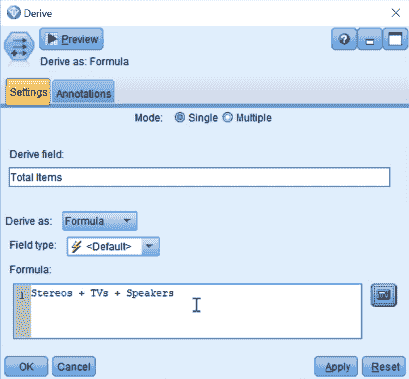 Derive
Preview
Derive as: Formula
Settings Annotations
Mode: Single Multiple
Derive field:
Total Items
Derive as: Formula
Field type: <Default>
Formula:
1 Stereos + TVs + Speakers
OK Cancel Apply Reset